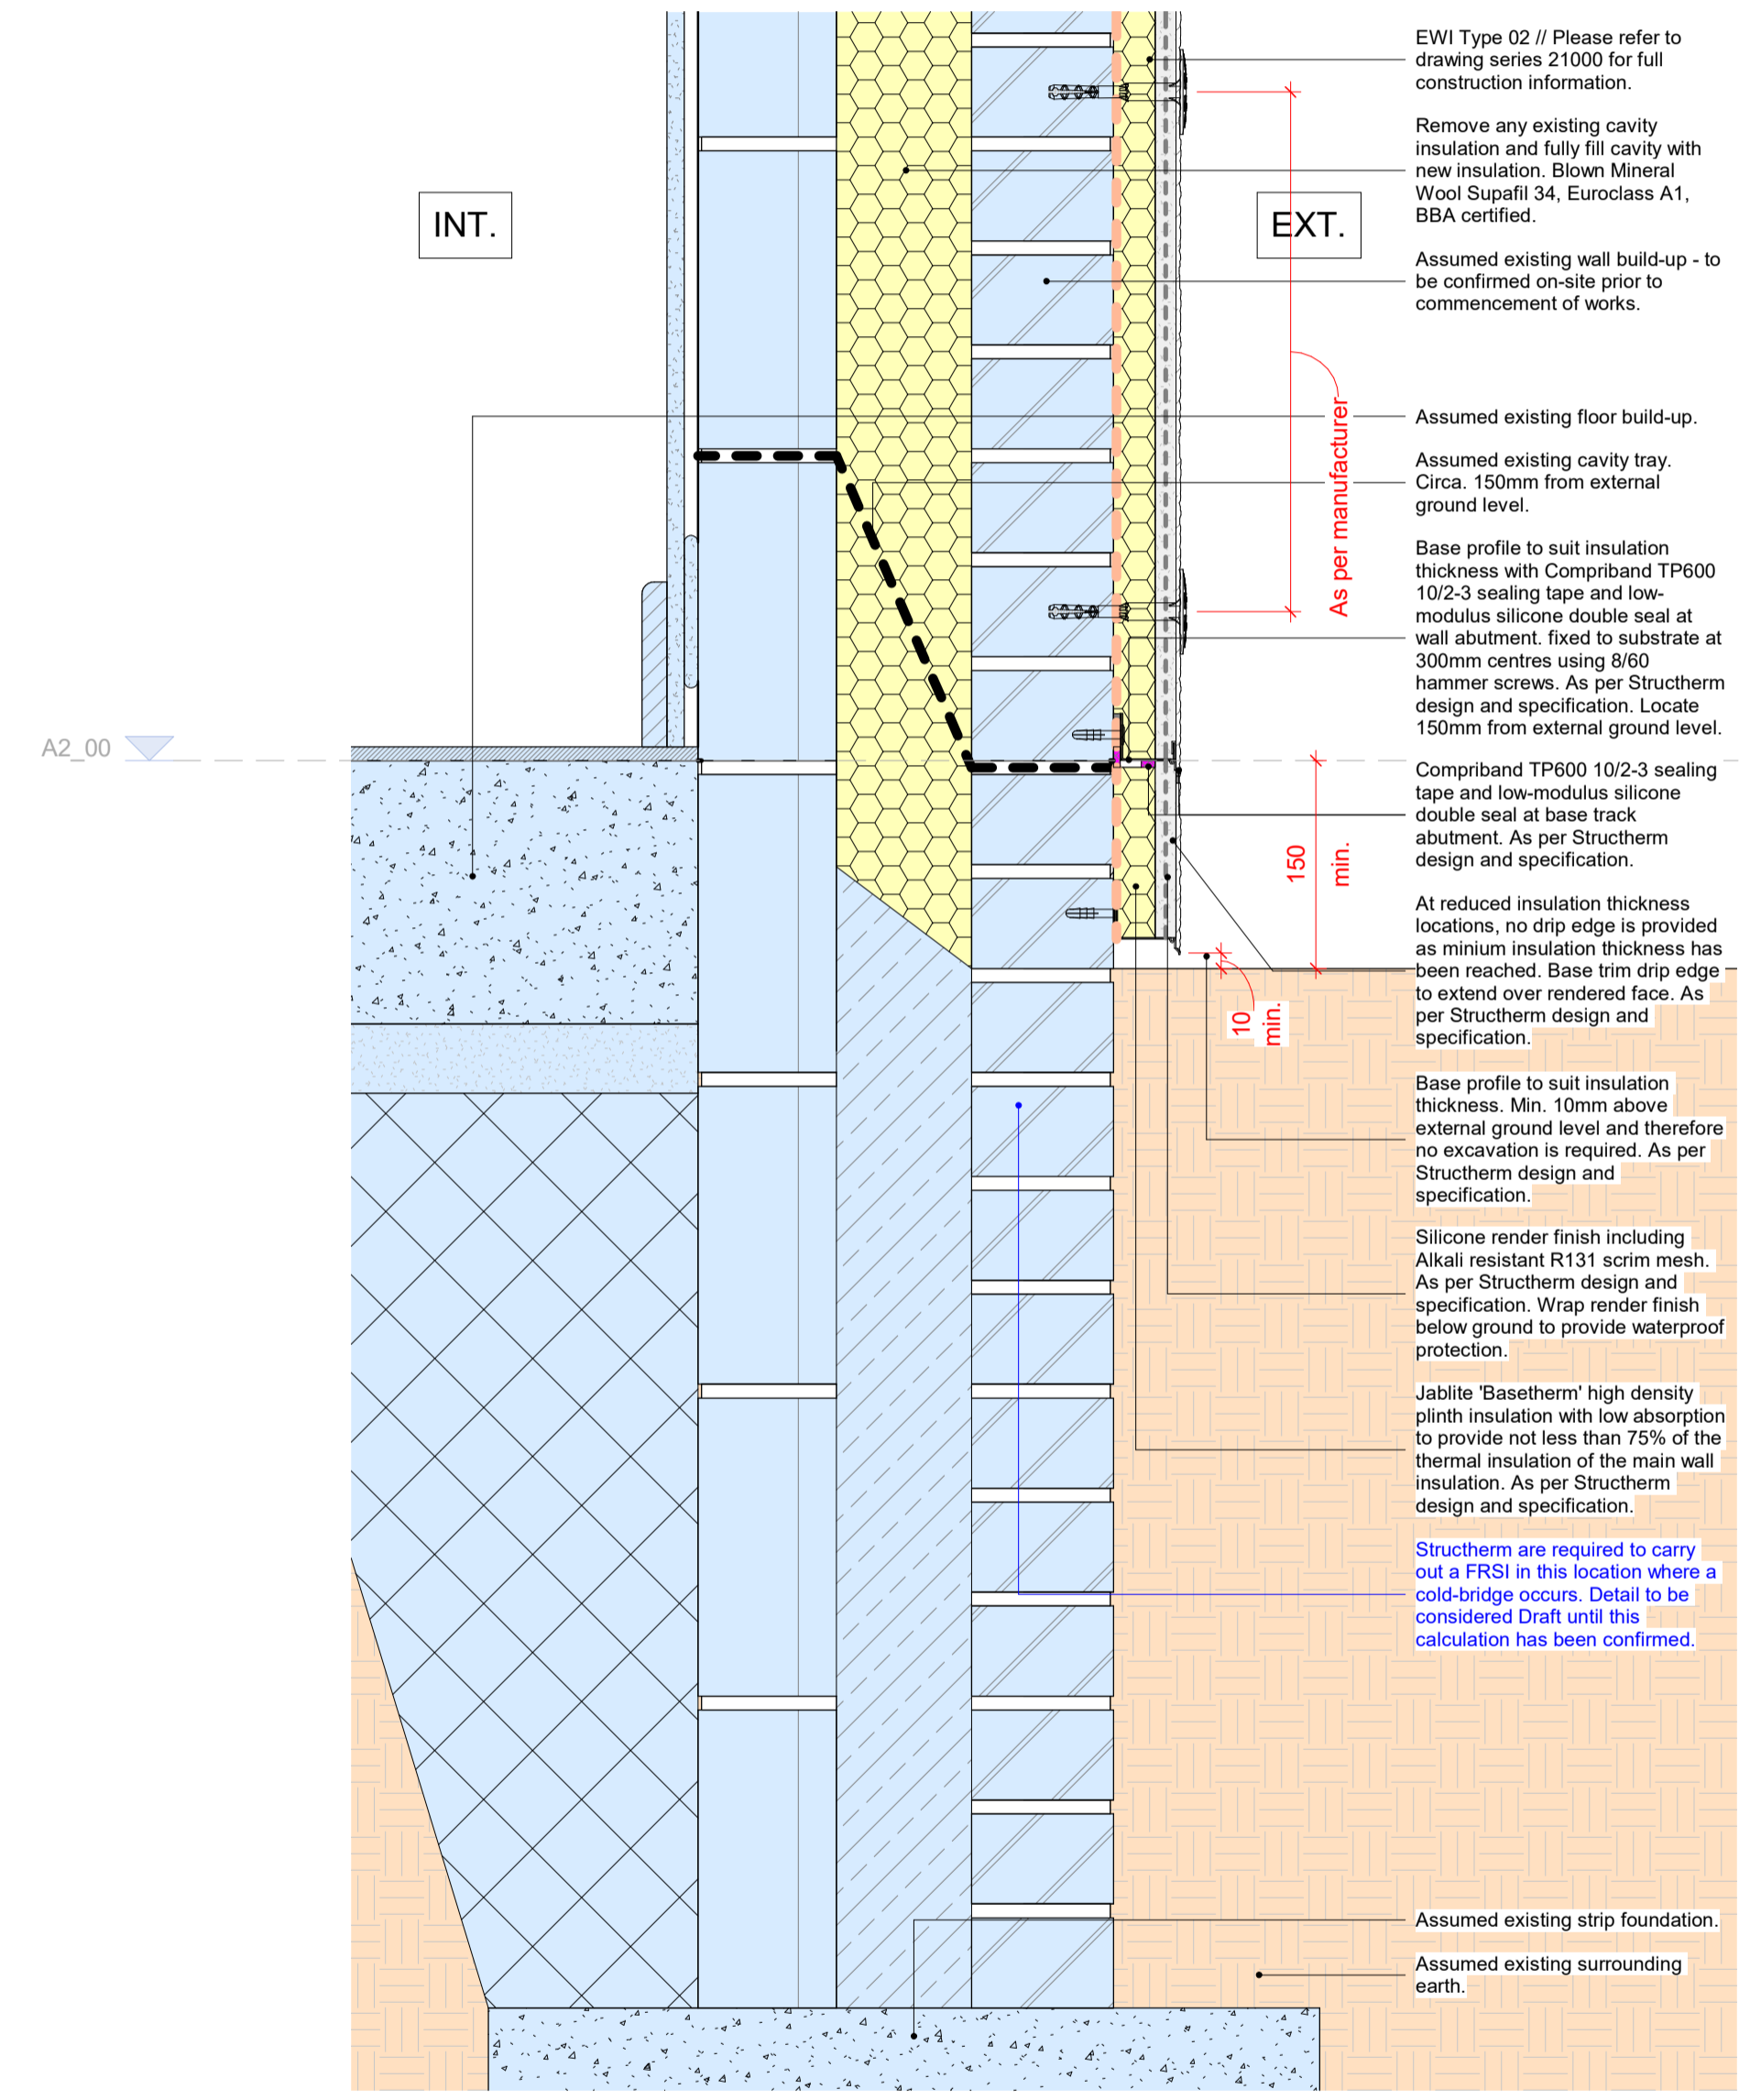 EWI Type 02 // Please refer to
drawing series 21000 for full
construction information.
Remove any existing cavity
insulation and fully fill cavity with
new insulation. Blown Mineral
Wool Supafil 34, Euroclass A1,
BBA certified.
INT.
EXT.
Assumed existing wall build-up - to
be confirmed on-site prior to
commencement of works.
As per manufacturer
Assumed existing floor build-up.
Assumed existing cavity tray.
Circa. 150mm from external
ground level.
Base profile to suit insulation
thickness with Compriband TP600
10/2-3 sealing tape and low-
modulus silicone double seal at
wall abutment. fixed to substrate at
300mm centres using 8/60
hammer screws. As per Structherm
design and specification. Locate
150mm from external ground level.
A2_00
Compriband TP600 10/2-3 sealing
tape and low-modulus silicone
double seal at base track
abutment. As per Structherm
design and specification.
150
min.
At reduced insulation thickness
locations, no drip edge is provided
as minium insulation thickness has
been reached. Base trim drip edge
to extend over rendered face. As
per Structherm design and
specification.
10
min.
Base profile to suit insulation
thickness. Min. 10mm above
external ground level and therefore
no excavation is required. As per
Structherm design and
specification.
Silicone render finish including
Alkali resistant R131 scrim mesh.
As per Structherm design and
specification. Wrap render finish
below ground to provide waterproof
protection.
Jablite 'Basetherm' high density
plinth insulation with low absorption
to provide not less than 75% of the
thermal insulation of the main wall
insulation. As per Structherm
design and specification.
Structherm are required to carry
out a FRSI in this location where a
cold-bridge occurs. Detail to be
considered Draft until this
calculation has been confirmed.
Assumed existing strip foundation.
Assumed existing surrounding
earth.